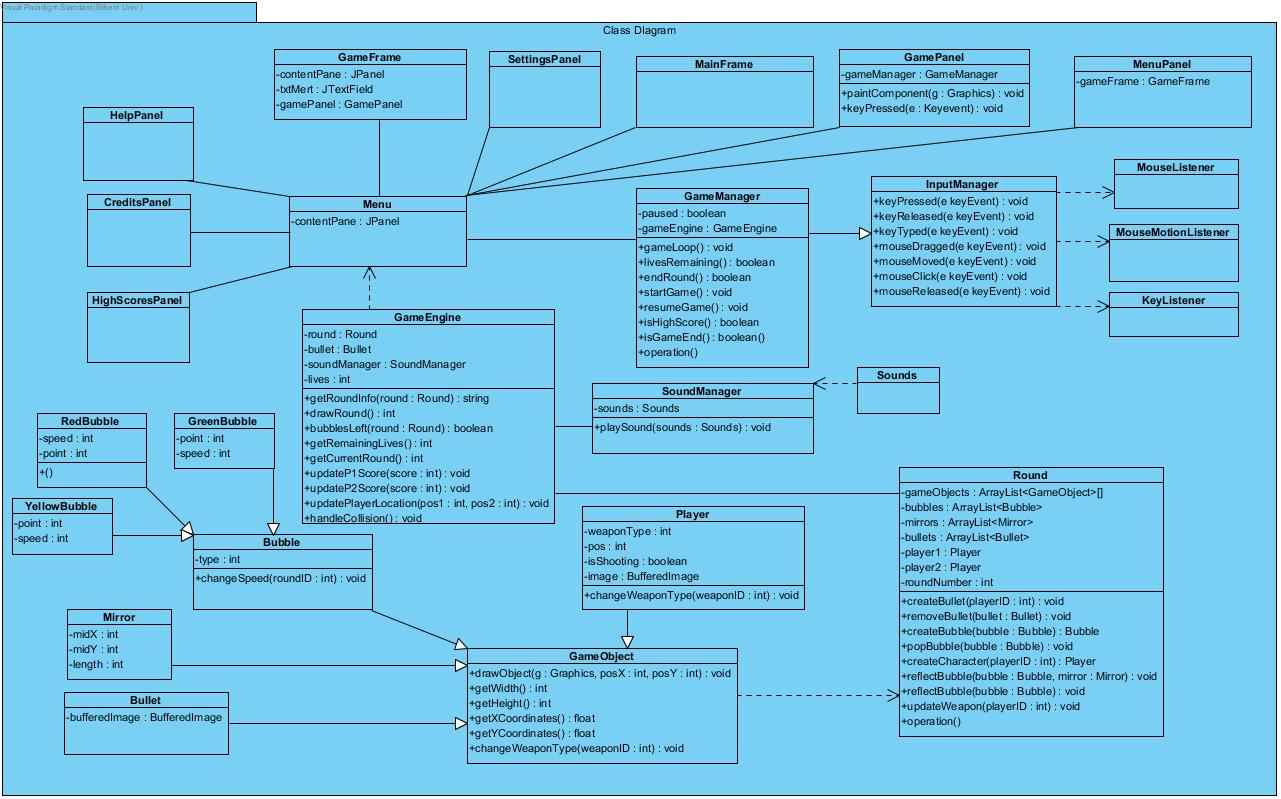 Visual Paradigm Standard(Bilkent Univ.)
Class Diagram
GameFrame
-contentPane : JPanel
-txtMert : JTextField
-gamePanel : GamePanel
SettingsPanel
MainFrame
GamePanel
-gameManager : GameManager
+paintComponent(g : Graphics) : void
+keyPressed(e : Keyevent) : void
MenuPanel
-gameFrame : GameFrame
HelpPanel
CreditsPanel
HighScoresPanel
Menu
-contentPane : JPanel
GameManager
-paused : boolean
-gameEngine : GameEngine
+gameLoop() : void
+livesRemaining() : boolean
+endRound() : boolean
+startGame() : void
+resumeGame() : void
+isHighScore() : boolean
+isGameEnd() : boolean()
+operation()
InputManager
+keyPressed(e keyEvent) : void
+keyReleased(e keyEvent) : void
+keyTyped(e keyEvent) : void
+mouseDragged(e keyEvent) : void
+mouseMoved(e keyEvent) : void
+mouseClick(e keyEvent) : void
+mouseReleased(e keyEvent) : void
MouseListener
MouseMotionListener
KeyListener
GameEngine
-round : Round
-bullet : Bullet
-soundManager : SoundManager
-lives : int
+getRoundInfo(round : Round) : string
+drawRound() : int
+bubblesLeft(round : Round) : boolean
+getRemainingLives() : int
+getCurrentRound() : int
+updateP1Score(score : int) : void
+updateP2Score(score : int) : void
+updatePlayerLocation(pos1 : int, pos2 : int) : void
+handleCollision() : void
SoundManager
-sounds : Sounds
+playSound(sounds : Sounds) : void
Sounds
RedBubble
-speed : int
-point : int
+()
GreenBubble
-point : int
-speed : int
YellowBubble
-point : int
-speed : int
Bubble
-type : int
+changeSpeed(roundID : int) : void
Player
-weaponType : int
-pos : int
-isShooting : boolean
-image : BufferedImage
+changeWeaponType(weaponID : int) : void
Round
-gameObjects : ArrayList<GameObject>[]
-bubbles : ArrayList<Bubble>
-mirrors : ArrayList<Mirror>
-bullets : ArrayList<Bullet>
-player1 : Player
-player2 : Player
-roundNumber : int
+createBullet(playerID : int) : void
+removeBullet(bullet : Bullet) : void
+createBubble(bubble : Bubble) : Bubble
+popBubble(bubble : Bubble) : void
+createCharacter(playerID : int) : Player
+reflectBubble(bubble : Bubble, mirror : Mirror) : void
+reflectBubble(bubble : Bubble) : void
+updateWeapon(playerID : int) : void
+operation()
Mirror
-midX : int
-midY : int
-length : int
Bullet
-bufferedImage : BufferedImage
GameObject
+drawObject(g : Graphics, posX : int, posY : int) : void
+getWidth() : int
+getHeight() : int
+getXCoordinates() : float
+getYCoordinates() : float
+changeWeaponType(weaponID : int) : void